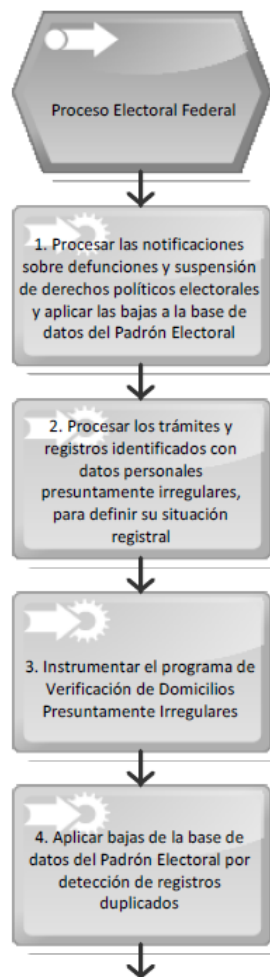 Proceso Electoral Federal
1. Procesar las notificaciones
sobre defunciones y suspensión
de derechos políticos electorales
y aplicar las bajas a la base de
datos del Padrón Electoral
2. Procesar los trámites y
registros identificados con
datos personales
presuntamente irregulares,
para definir su situación
registral
3. Instrumentar el programa de
Verificación de Domicilios
Presuntamente Irregulares
4. Aplicar bajas de la base de
datos del Padrón Electoral por
detección de registros
duplicados